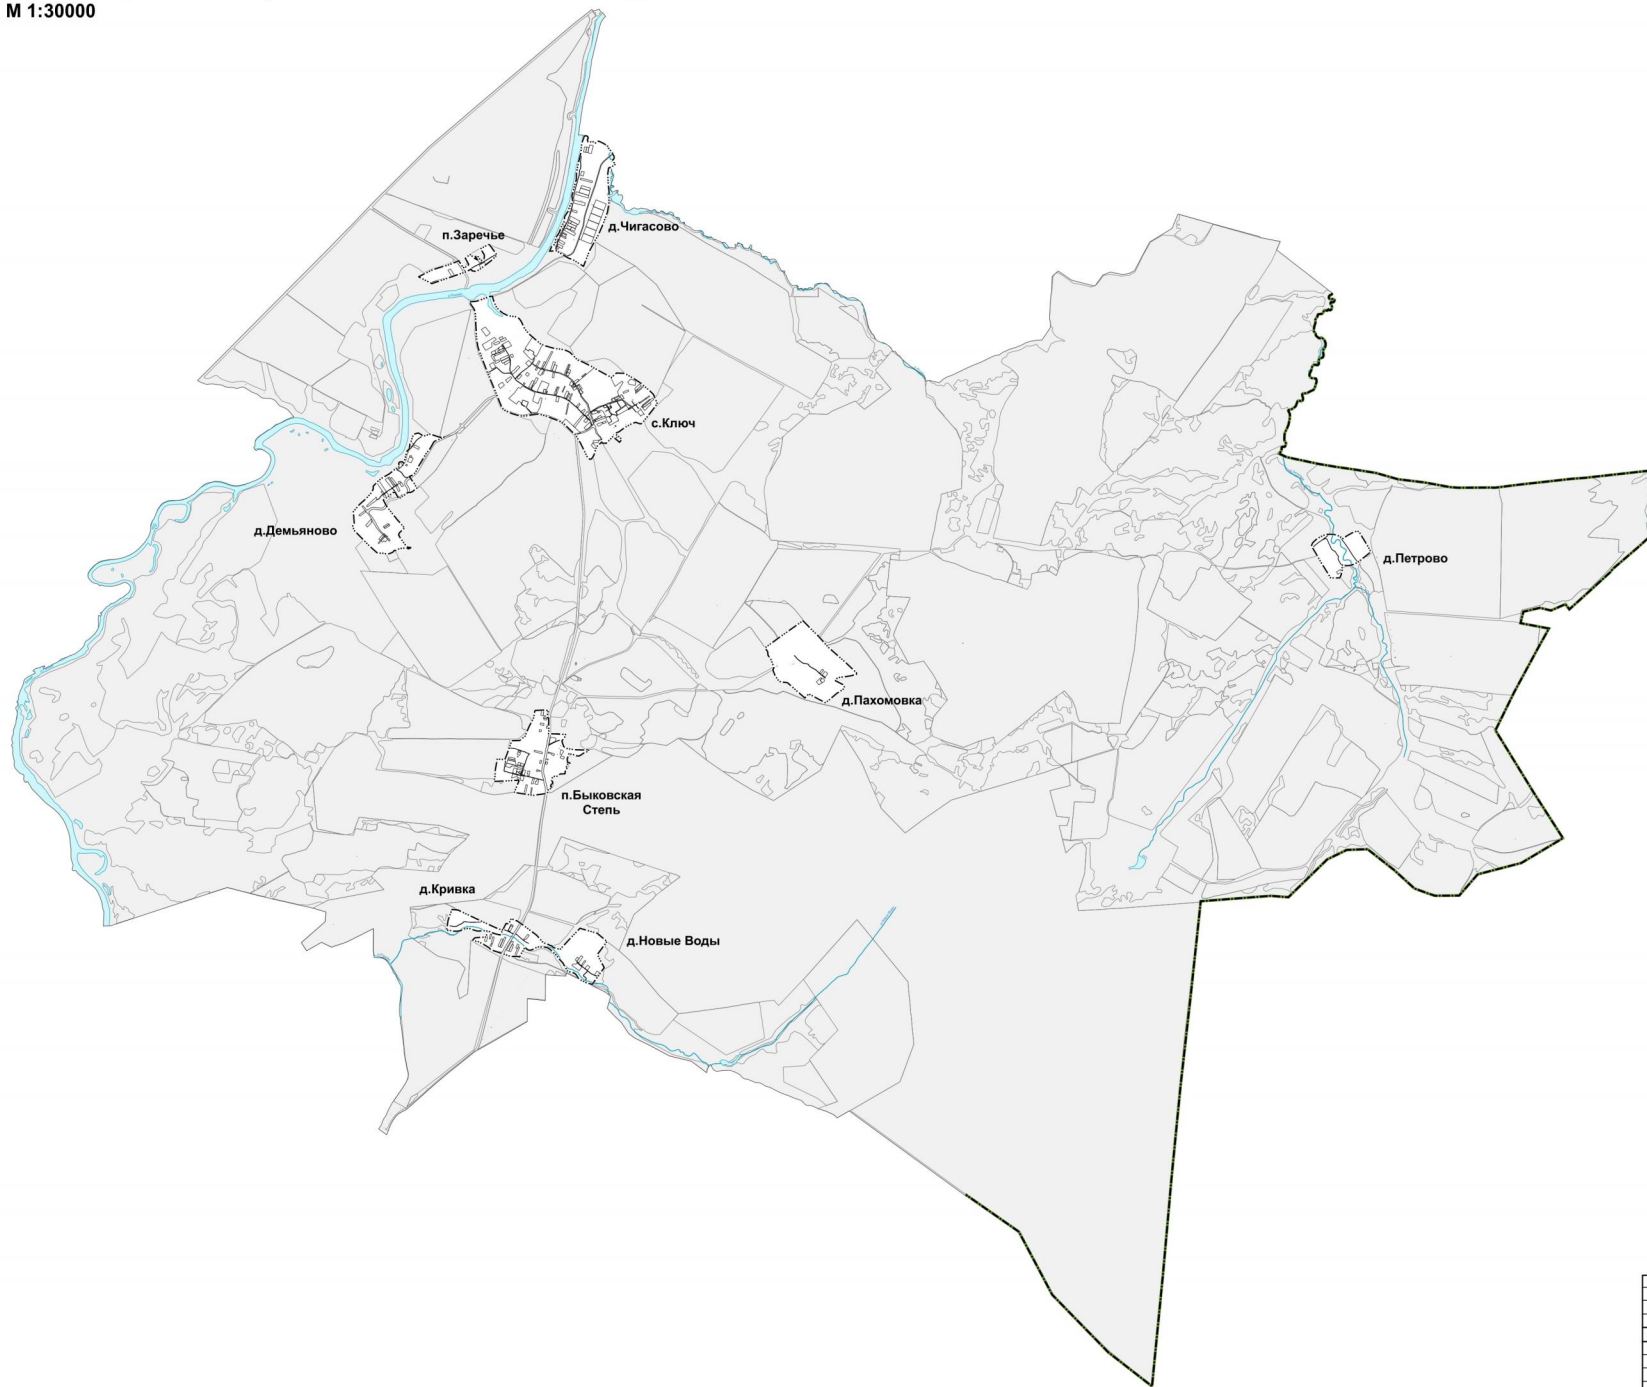 М 1:30000
д.Чигасово
п.Заречье
с.Ключ
д.Демьяново
д.Петрово
д.Пахомовка
п.Быковская
Степь
д.Кривка
д.Новые Воды